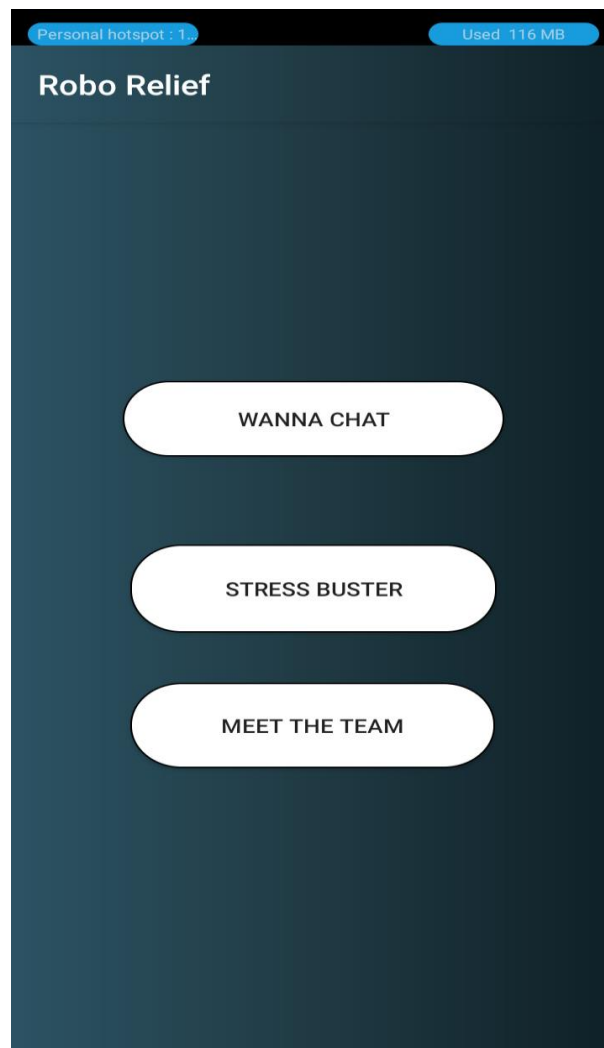 Personal hotspot : 1...
Used 116 MB
Robo Relief
WANNA CHAT
STRESS BUSTER
MEET THE TEAM